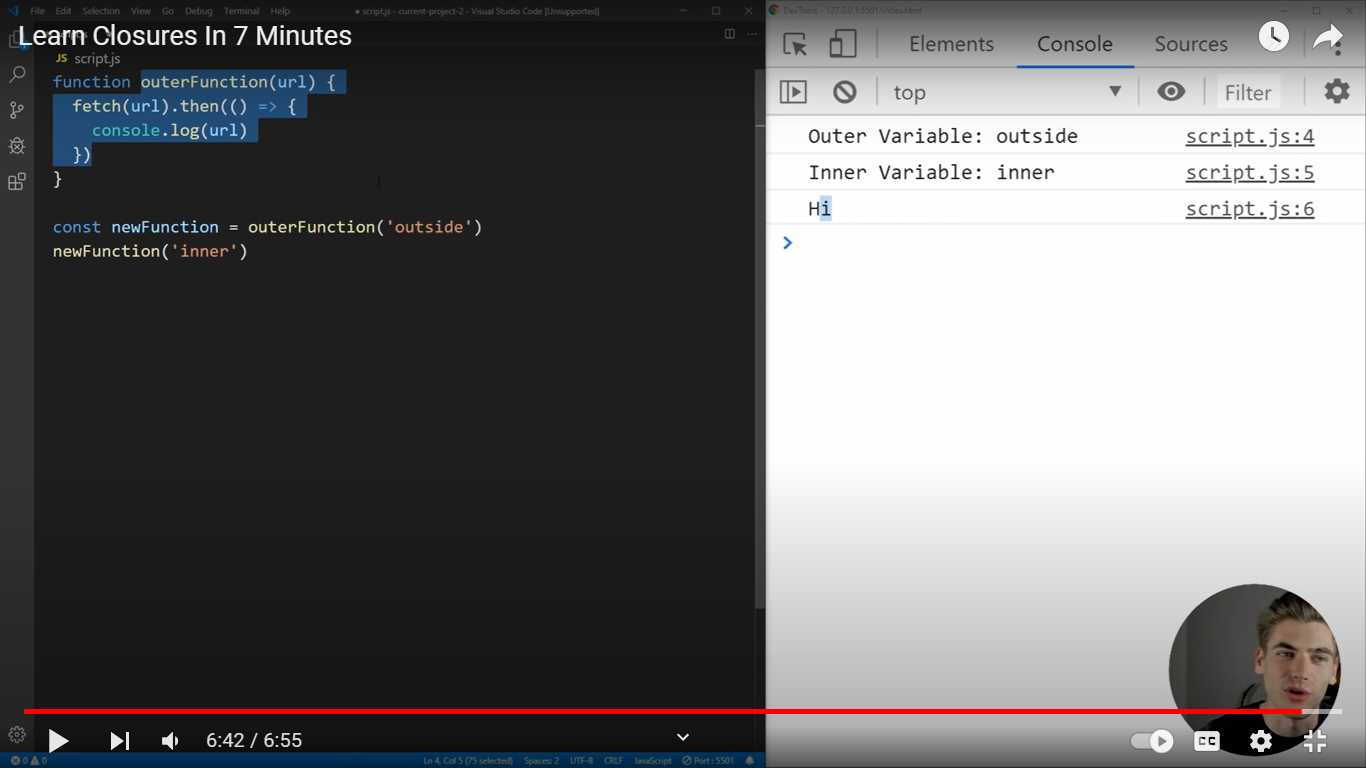 File Edit Selection View Go Debug Terminal Help
● script.js - current-project-2 - Visual Studio Code [Unsupported]
DevTools - 127.0.0.1:5501/index.html
Learn Closures In 7 Minutes
JS script.js
function outerFunction(url) {
fetch(url).then(() => {
console.log(url)
})
}
const newFunction = outerFunction('outside')
newFunction('inner')
Elements Console Sources
top Filter
Outer Variable: outside script.js:4
Inner Variable: inner script.js:5
Hi script.js:6
>
6:42 / 6:55
CC
0 0 Ln 4, Col 5 (75 selected) Spaces: 2 UTF-8 CRLF JavaScript Port : 5501